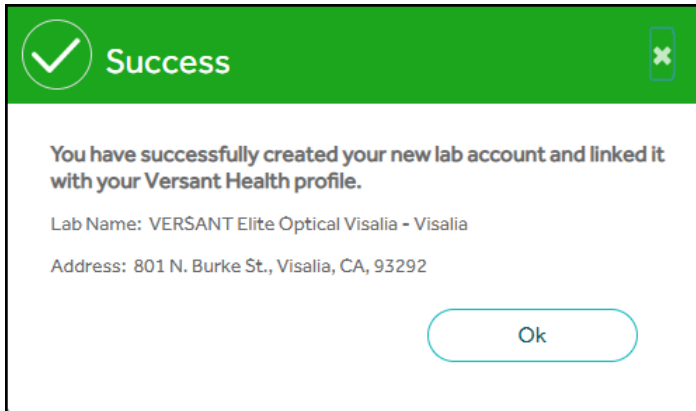 Success
You have successfully created your new lab account and linked it
with your Versant Health profile.
Lab Name: VERSANT Elite Optical Visalia - Visalia
Address: 801 N. Burke St., Visalia, CA, 93292
Ok